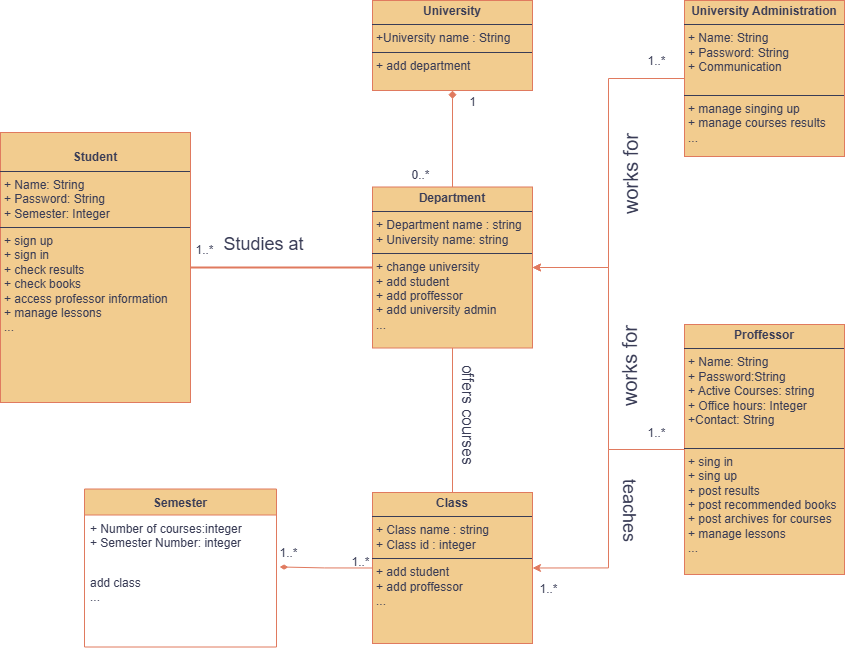 University
+University name : String
+ add department
1
0..*
University Administration
+ Name: String
+ Password: String
+ Communication
+ manage singing up
+ manage courses results
...
1..*
works for
Student
+ Name: String
+ Password: String
+ Semester: Integer
+ sign up
+ sign in
+ check results
+ check books
+ access professor information
+ manage lessons
...
1..*
Studies at
Department
+ Department name : string
+ University name: string
+ change university
+ add student
+ add proffessor
+ add university admin
...
works for
offers courses
Proffessor
+ Name: String
+ Password:String
+ Active Courses: string
+ Office hours: Integer
+Contact: String
+ sing in
+ sing up
+ post results
+ post recommended books
+ post archives for courses
+ manage lessons
...
1..*
teaches
Semester
+ Number of courses:integer
+ Semester Number: integer
add class
...
1..*
1..*
Class
+ Class name : string
+ Class id : integer
+ add student
+ add proffessor
...
1..*